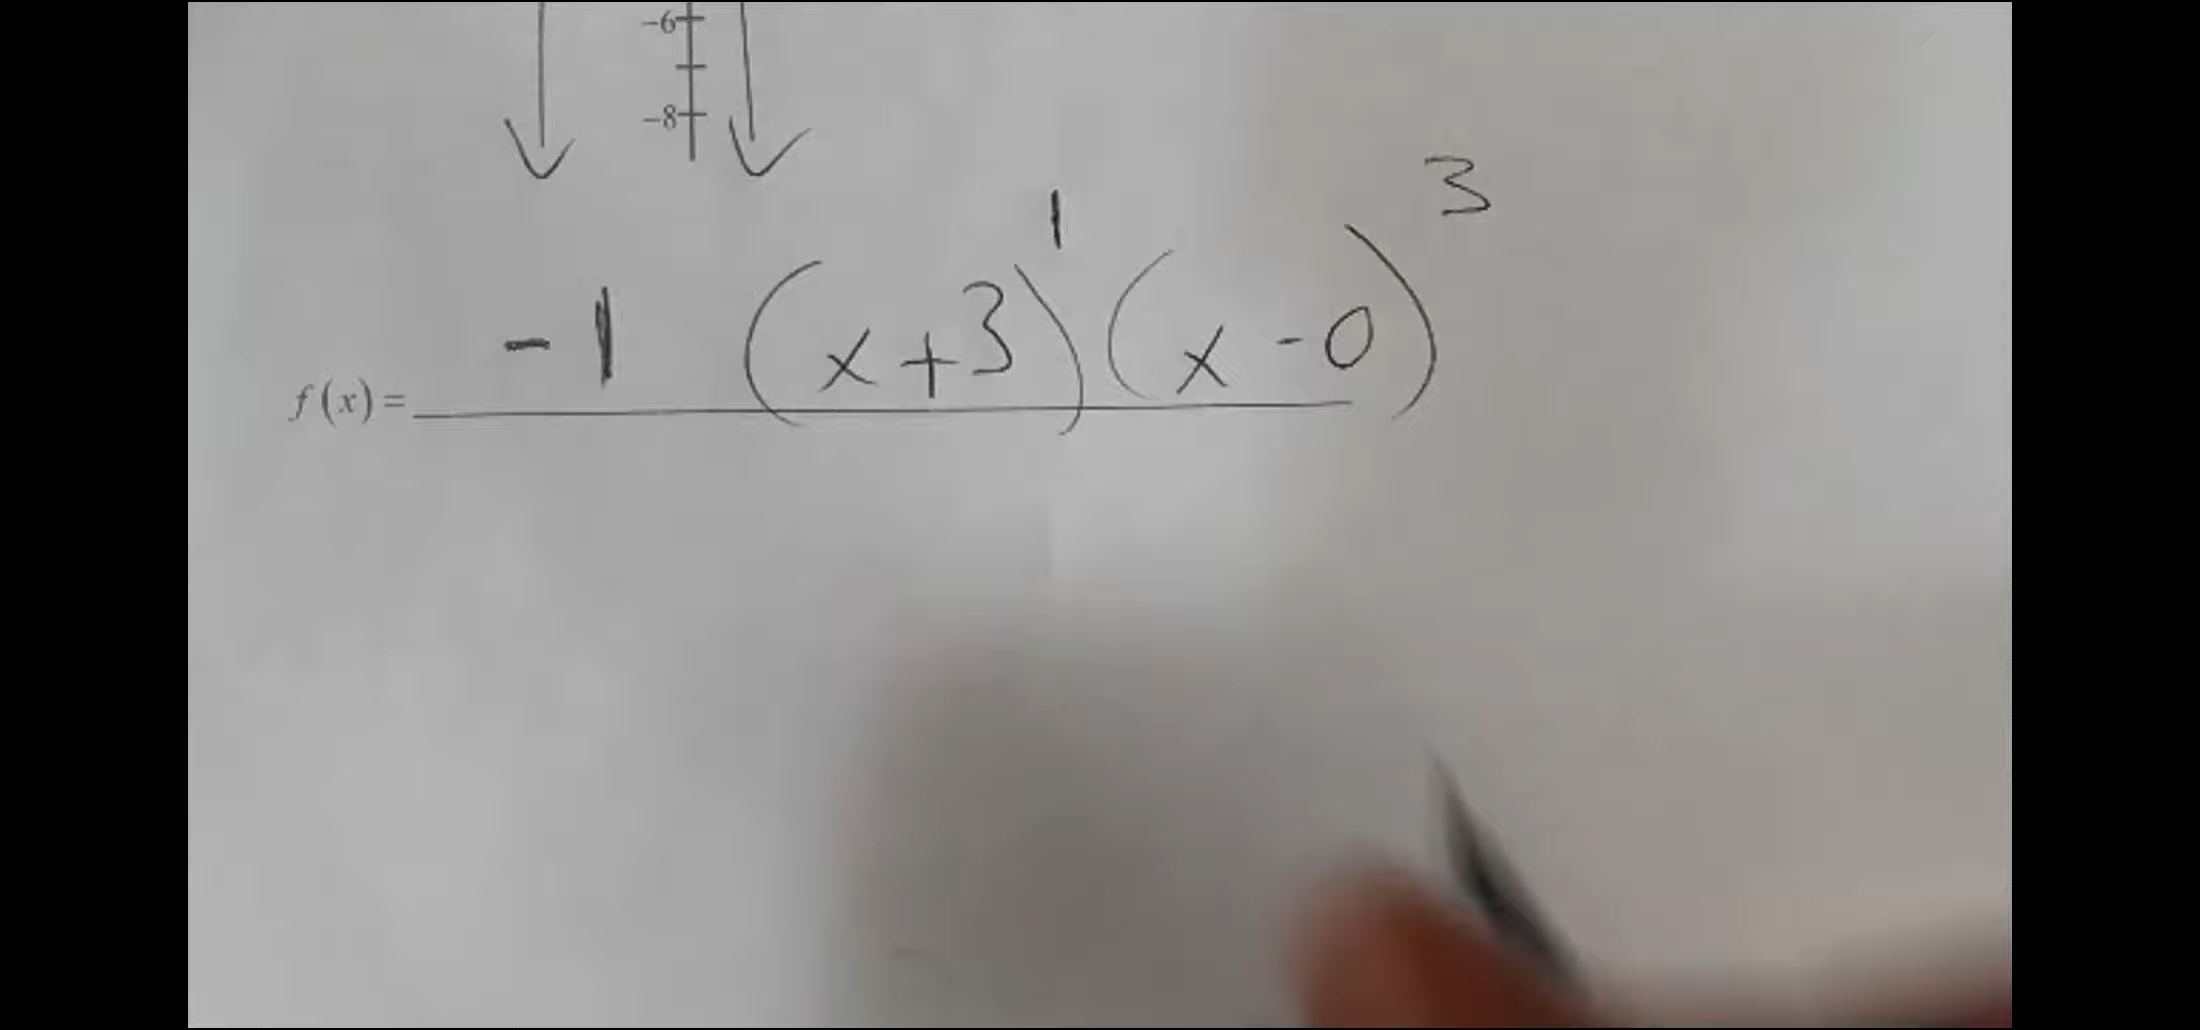 -6
-8
f(x) = -1 (x+3)^1 (x-0)^3